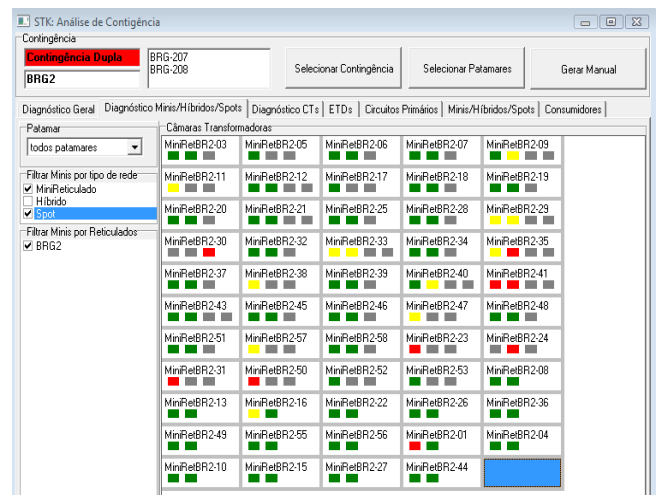 STK: Análise de Contigência
Contingência
Contingência Dupla
BRG2
BRG-207
BRG-208
Selecionar Contingência
Selecionar Patamares
Gerar Manual
Diagnóstico Geral
Diagnóstico Minis/Híbridos/Spots
Diagnóstico CTs
ETDs
Circuitos Primários
Minis/Híbridos/Spots
Consumidores
Patamar
todos patamares
Filtrar Minis por tipo de rede
MiniReticulado
Híbrido
Spot
Filtrar Minis por Reticulados
BRG2
Câmaras Transformadoras
MiniRetBR2-03 MiniRetBR2-05 MiniRetBR2-06 MiniRetBR2-07 MiniRetBR2-09
MiniRetBR2-11 MiniRetBR2-12 MiniRetBR2-17 MiniRetBR2-18 MiniRetBR2-19
MiniRetBR2-20 MiniRetBR2-21 MiniRetBR2-25 MiniRetBR2-28 MiniRetBR2-29
MiniRetBR2-30 MiniRetBR2-32 MiniRetBR2-33 MiniRetBR2-34 MiniRetBR2-35
MiniRetBR2-37 MiniRetBR2-38 MiniRetBR2-39 MiniRetBR2-40 MiniRetBR2-41
MiniRetBR2-43 MiniRetBR2-45 MiniRetBR2-46 MiniRetBR2-47 MiniRetBR2-48
MiniRetBR2-51 MiniRetBR2-57 MiniRetBR2-58 MiniRetBR2-23 MiniRetBR2-24
MiniRetBR2-31 MiniRetBR2-50 MiniRetBR2-52 MiniRetBR2-53 MiniRetBR2-08
MiniRetBR2-13 MiniRetBR2-16 MiniRetBR2-22 MiniRetBR2-26 MiniRetBR2-36
MiniRetBR2-49 MiniRetBR2-55 MiniRetBR2-56 MiniRetBR2-01 MiniRetBR2-04
MiniRetBR2-10 MiniRetBR2-15 MiniRetBR2-27 MiniRetBR2-44